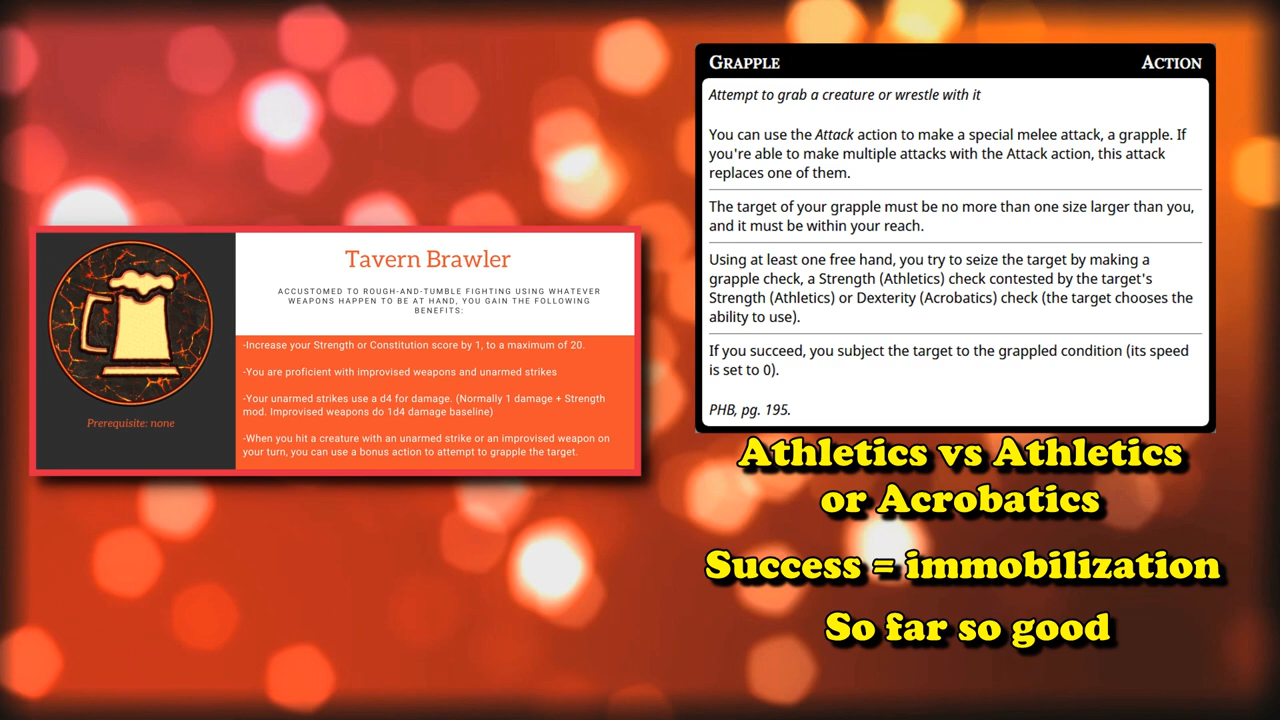 Tavern Brawler
ACCUSTOMED TO ROUGH-AND-TUMBLE FIGHTING USING WHATEVER
WEAPONS HAPPEN TO BE AT HAND, YOU GAIN THE FOLLOWING
BENEFITS:
Prerequisite: none
-Increase your Strength or Constitution score by 1, to a maximum of 20.
-You are proficient with improvised weapons and unarmed strikes
-Your unarmed strikes use a d4 for damage. (Normally 1 damage + Strength
mod. Improvised weapons do 1d4 damage baseline)
-When you hit a creature with an unarmed strike or an improvised weapon on
your turn, you can use a bonus action to attempt to grapple the target.
GRAPPLE ACTION
Attempt to grab a creature or wrestle with it
You can use the Attack action to make a special melee attack, a grapple. If
you're able to make multiple attacks with the Attack action, this attack
replaces one of them.
The target of your grapple must be no more than one size larger than you,
and it must be within your reach.
Using at least one free hand, you try to seize the target by making a
grapple check, a Strength (Athletics) check contested by the target's
Strength (Athletics) or Dexterity (Acrobatics) check (the target chooses the
ability to use).
If you succeed, you subject the target to the grappled condition (its speed
is set to 0).
PHB, pg. 195.
Athletics vs Athletics
or Acrobatics
Success = immobilization
So far so good